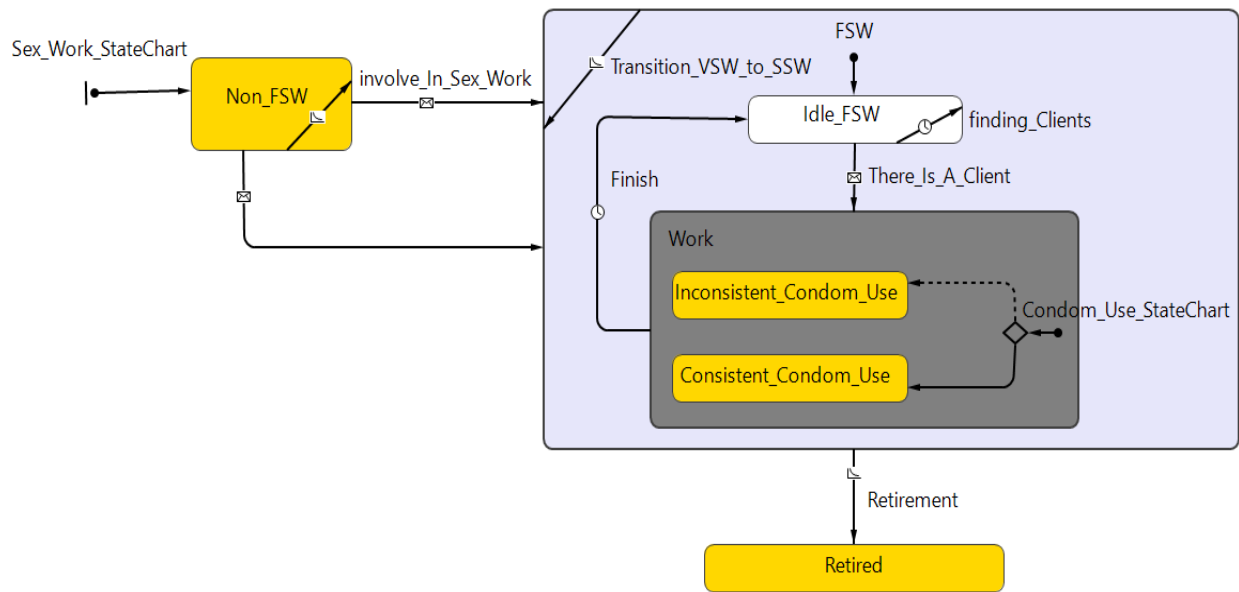 Sex_Work_StateChart
Non_FSW
involve_In_Sex_Work
Transition_VSW_to_SSW
FSW
Idle_FSW
finding_Clients
There_Is_A_Client
Finish
Work
Inconsistent_Condom_Use
Condom_Use_StateChart
Consistent_Condom_Use
Retirement
Retired